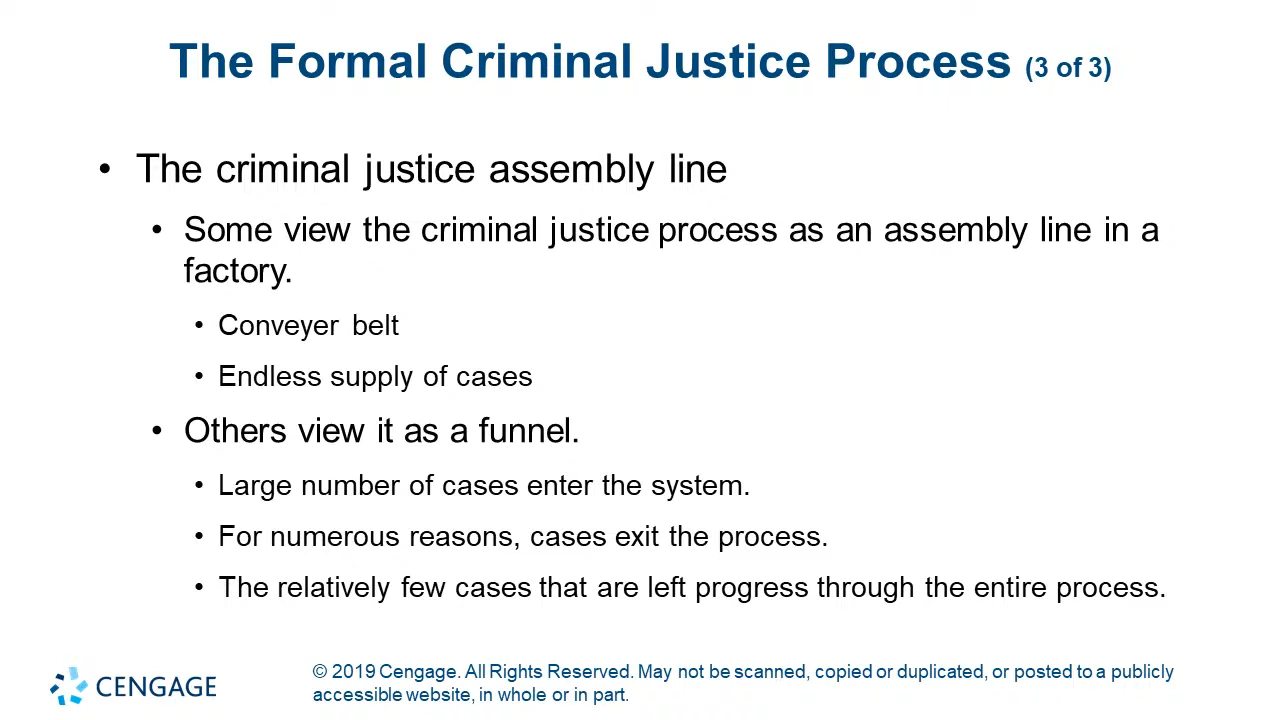 The Formal Criminal Justice Process (3 of 3)
• The criminal justice assembly line
• Some view the criminal justice process as an assembly line in a
factory.
• Conveyer belt
• Endless supply of cases
• Others view it as a funnel.
• Large number of cases enter the system.
• For numerous reasons, cases exit the process.
• The relatively few cases that are left progress through the entire process.
CENGAGE
© 2019 Cengage. All Rights Reserved. May not be scanned, copied or duplicated, or posted to a publicly
accessible website, in whole or in part.